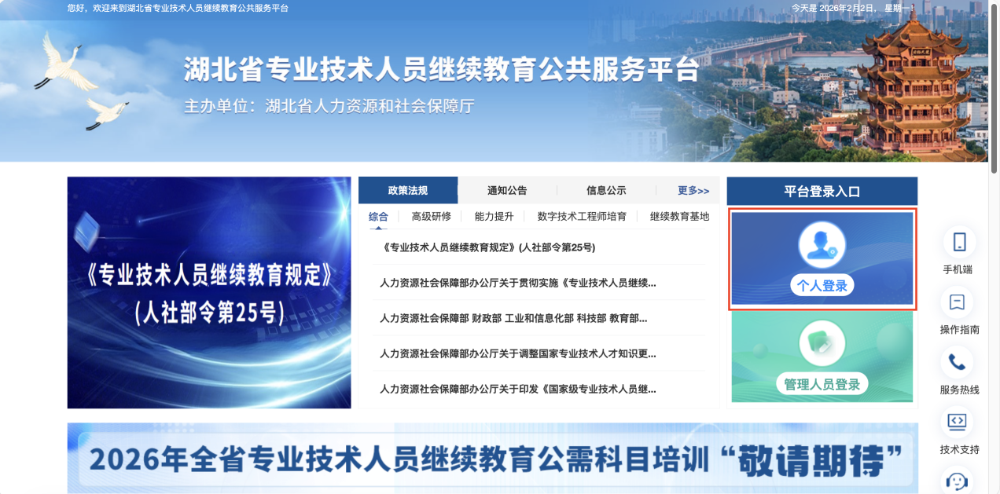 您好，欢迎来到湖北省专业技术人员继续教育公共服务平台
今天是 2026年2月2日， 星期一！
湖北省专业技术人员继续教育公共服务平台
主办单位：湖北省人力资源和社会保障厅
《专业技术人员继续教育规定》
(人社部令第25号)
政策法规 通知公告 信息公示 更多>>
综合 高级研修 能力提升 数字技术工程师培育 继续教育基地
《专业技术人员继续教育规定》(人社部令第25号)
人力资源社会保障部办公厅关于贯彻实施《专业技术人员继续...
人力资源社会保障部 财政部 工业和信息化部 科技部 教育部...
人力资源社会保障部办公厅关于调整国家专业技术人才知识更...
人力资源社会保障部办公厅关于印发《国家级专业技术人员继...
平台登录入口
个人登录
管理人员登录
手机端
操作指南
服务热线
技术支持
2026年全省专业技术人员继续教育公需科目培训“敬请期待”